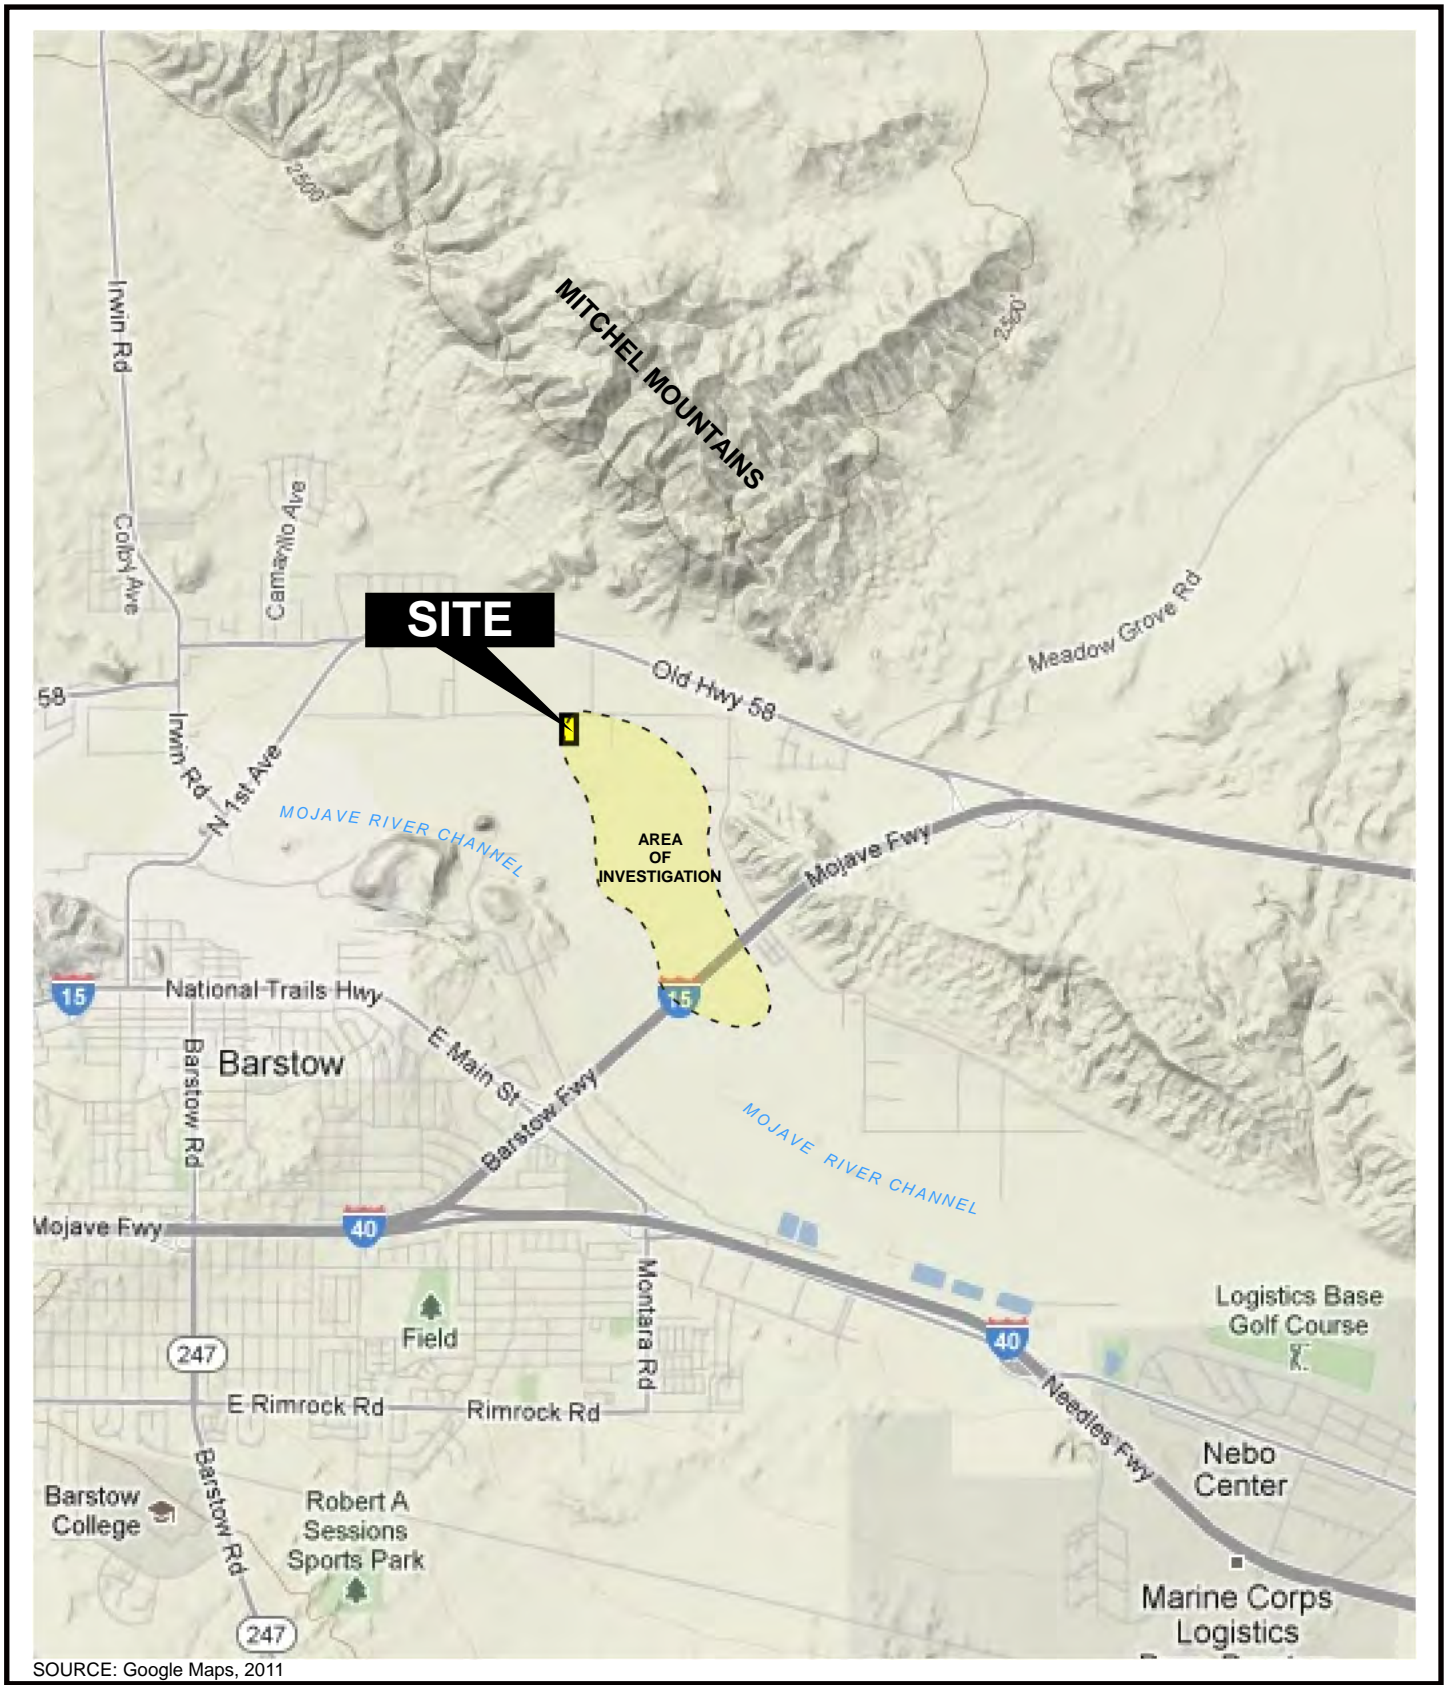 2500'
Irwin Rd
MITCHEL MOUNTAINS
2500'
Colby Ave
Camarillo Ave
SITE
Meadow Grove Rd
Old Hwy 58
58
Irwin Rd
N 1st Ave
MOJAVE RIVER CHANNEL
AREA
OF
INVESTIGATION
Mojave Fwy
15
National Trails Hwy
15
Barstow
Barstow Rd
E Main St
Barstow Fwy
MOJAVE RIVER CHANNEL
Mojave Fwy
40
Montara Rd
Logistics Base
Golf Course
Field
247
40
E Rimrock Rd
Rimrock Rd
Needles Fwy
Nebo
Center
Barstow
College
Barstow Rd
Robert A
Sessions
Sports Park
Marine Corps
Logistics
247
SOURCE: Google Maps, 2011